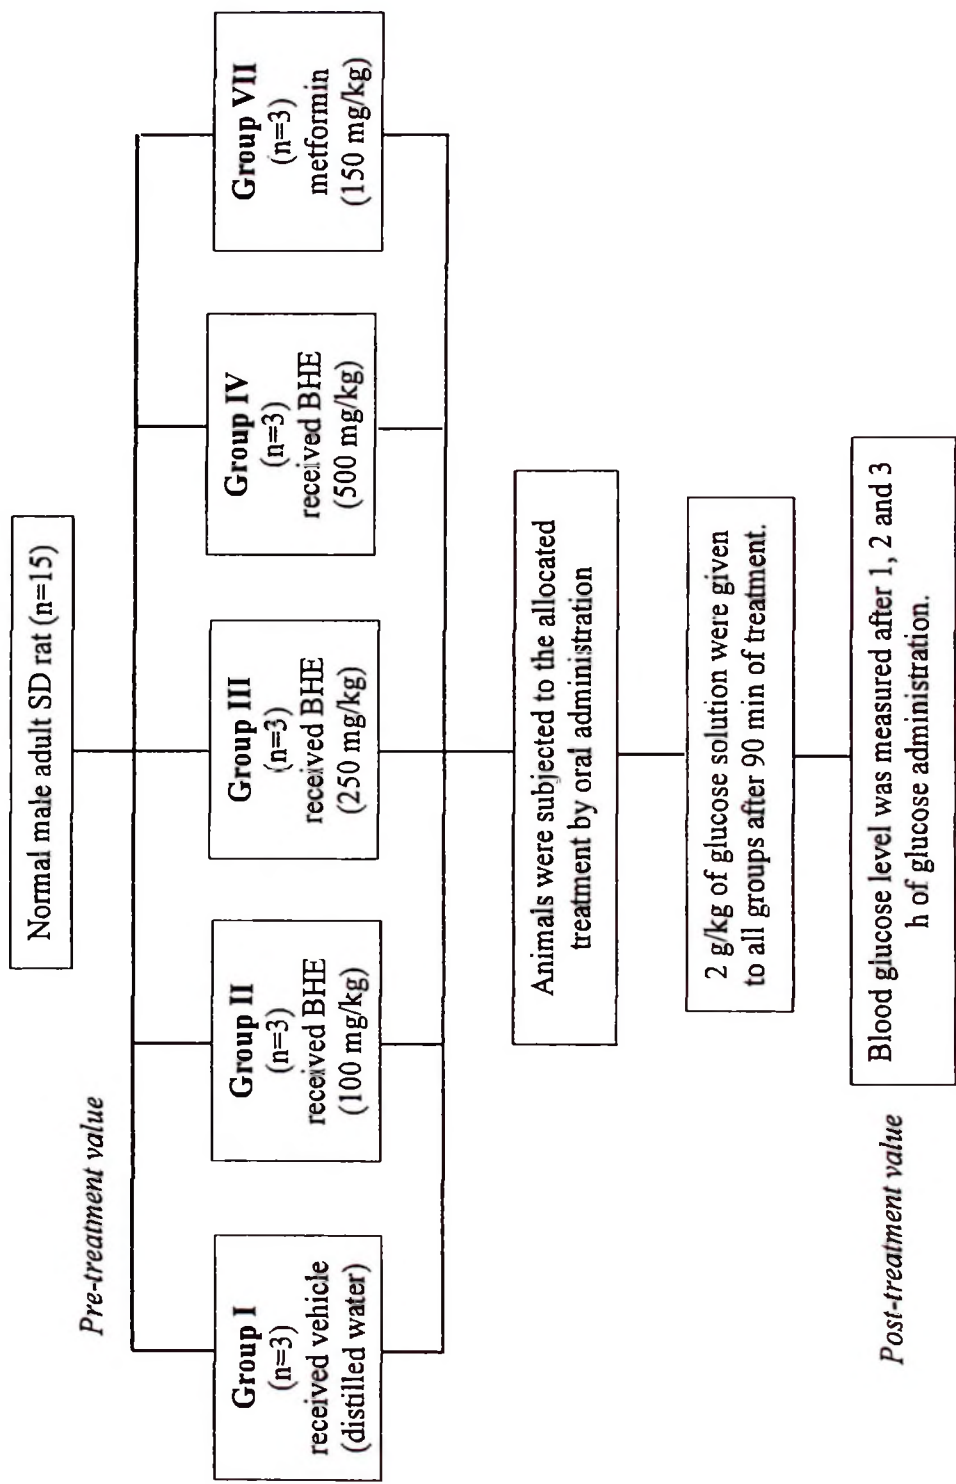 Normal male adult SD rat (n=15)
Pre-treatment value
Group I
(n=3)
received vehicle
(distilled water)
Group II
(n=3)
received BHE
(100 mg/kg)
Group III
(n=3)
received BHE
(250 mg/kg)
Group IV
(n=3)
received BHE
(500 mg/kg)
Group VII
(n=3)
metformin
(150 mg/kg)
Animals were subjected to the allocated
treatment by oral administration
2 g/kg of glucose solution were given
to all groups after 90 min of treatment.
Post-treatment value
Blood glucose level was measured after 1, 2 and 3
h of glucose administration.